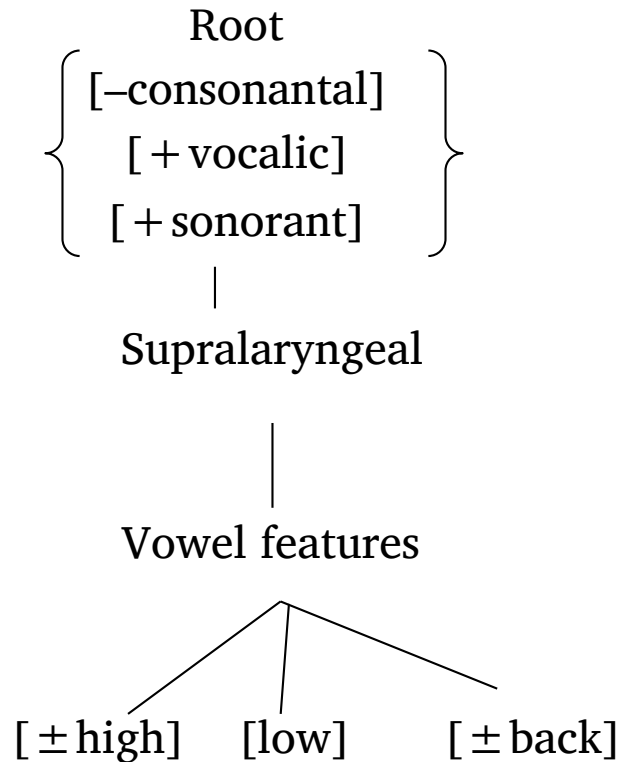 Root
[–consonantal]
[+vocalic]
[+sonorant]
Supralaryngeal
Vowel features
[±high] [low] [±back]